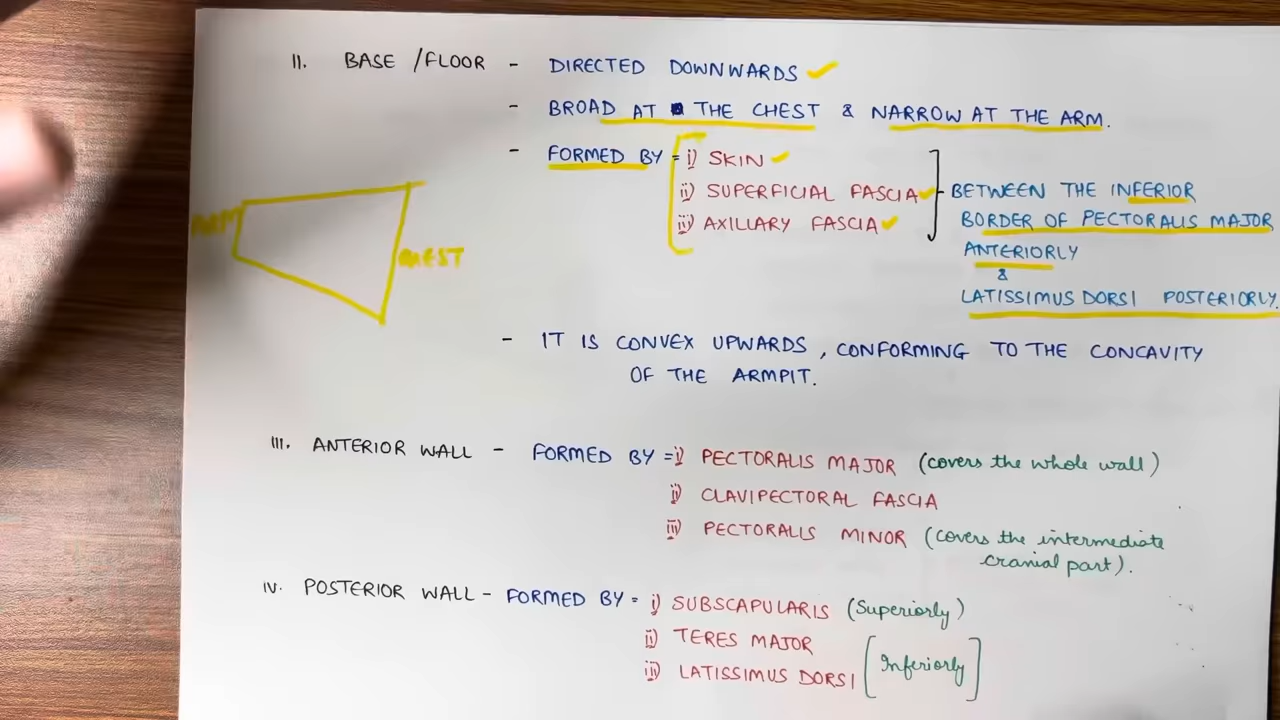 II. BASE /FLOOR - DIRECTED DOWNWARDS
- BROAD AT THE CHEST & NARROW AT THE ARM.
- FORMED BY = i) SKIN
ii) SUPERFICIAL FASCIA
iii) AXILLARY FASCIA
BETWEEN THE INFERIOR
BORDER OF PECTORALIS MAJOR
ANTERIORLY
&
LATISSIMUS DORSI POSTERIORLY.
ARM
CHEST
- IT IS CONVEX UPWARDS, CONFORMING TO THE CONCAVITY
OF THE ARMPIT.
III. ANTERIOR WALL - FORMED BY = i) PECTORALIS MAJOR (covers the whole wall)
ii) CLAVIPECTORAL FASCIA
iii) PECTORALIS MINOR (covers the intermediate
cranial part).
IV. POSTERIOR WALL - FORMED BY = i) SUBSCAPULARIS (Superiorly)
ii) TERES MAJOR
iii) LATISSIMUS DORSI [Inferiorly]